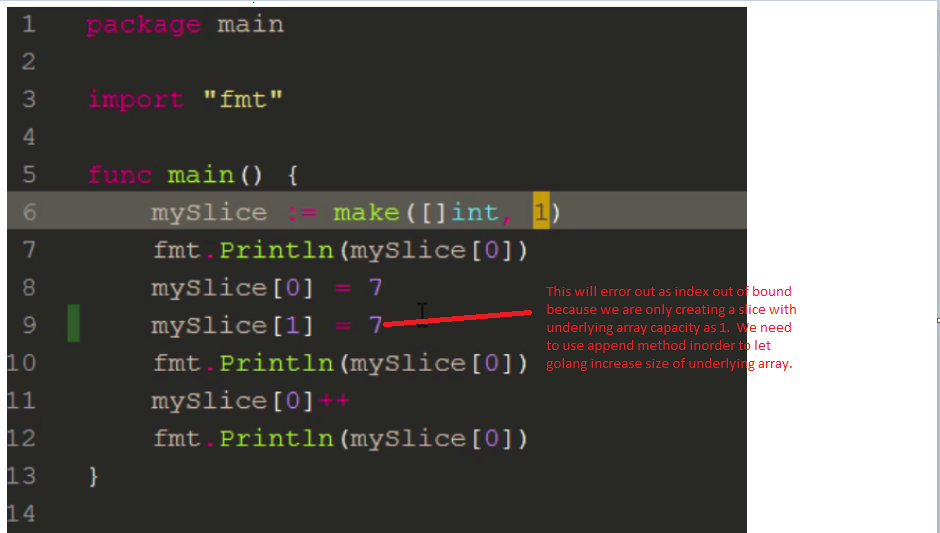 1 package main
2
3 import "fmt"
4
5 func main() {
6 mySlice := make([]int, 1)
7 fmt.Println(mySlice[0])
8 mySlice[0] = 7
9 mySlice[1] = 7
10 fmt.Println(mySlice[0])
11 mySlice[0]++
12 fmt.Println(mySlice[0])
13 }
14
This will error out as index out of bound
because we are only creating a slice with
underlying array capacity as 1. We need
to use append method inorder to let
golang increase size of underlying array.